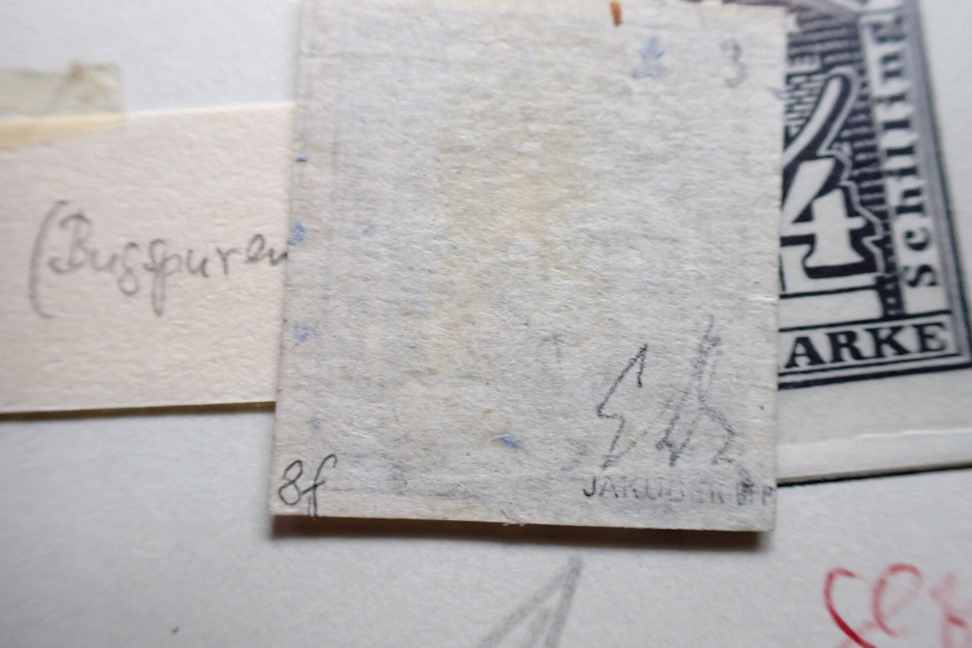 3
(Bugspuren
4
Schilling
MARKE
8f
JAKUBEK BPP